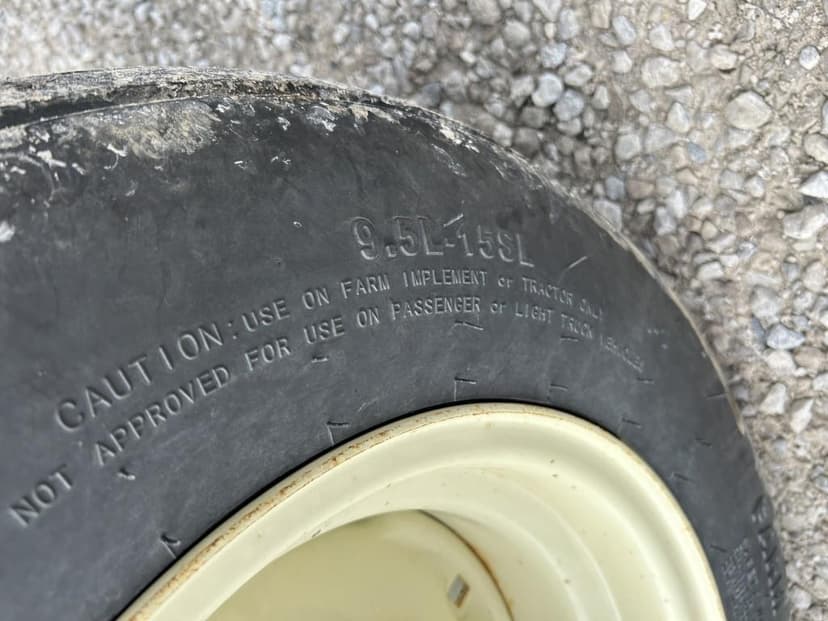 9.5L-15SL
CAUTION: USE ON FARM IMPLEMENT or TRACTOR ONLY
NOT APPROVED FOR USE ON PASSENGER or LIGHT TRUCK VEHICLES